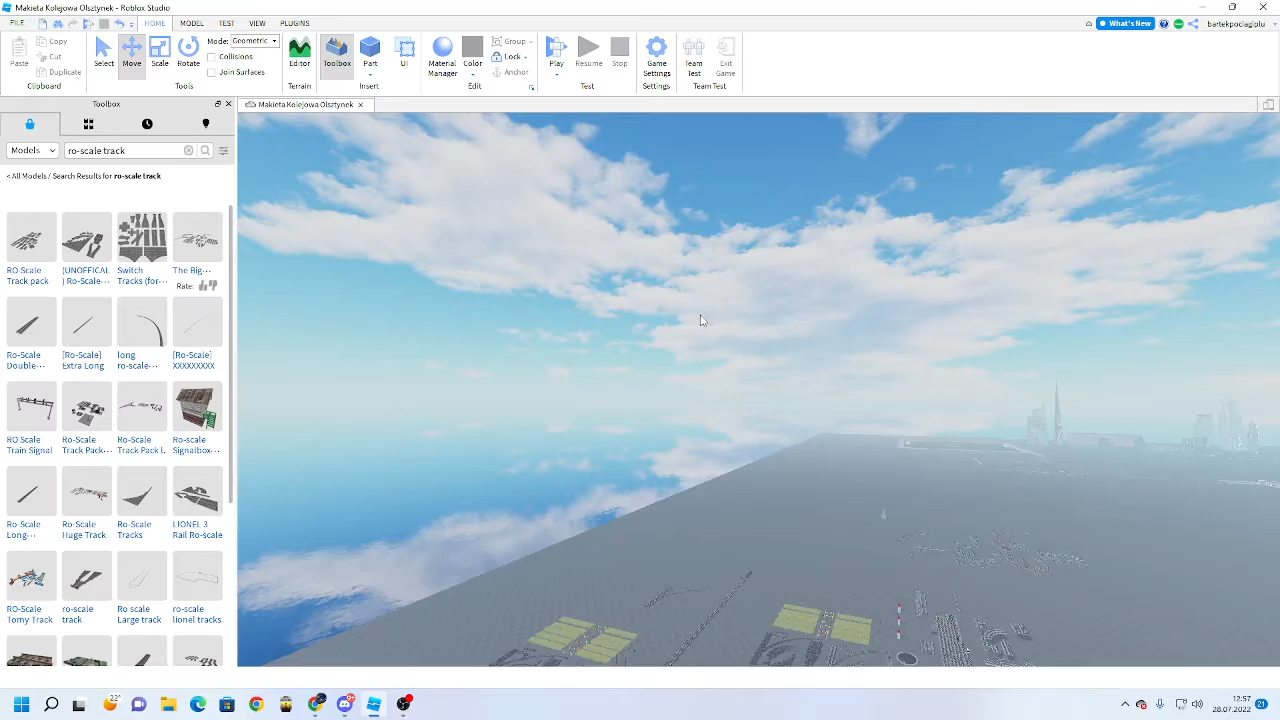 Makieta Kolejowa Olsztynek - Roblox Studio
FILE
HOME MODEL TEST VIEW PLUGINS
What's New
bartekpociagiplu
Paste
Copy
Cut
Duplicate
Clipboard
Select
Move
Scale
Rotate
Mode: Geometric
Collisions
Join Surfaces
Tools
Editor
Terrain
Toolbox
Part
UI
Insert
Material Manager
Color
Group
Lock
Anchor
Edit
Play
Resume
Stop
Test
Game Settings
Settings
Team Test
Exit Game
Team Test
Toolbox
Makieta Kolejowa Olsztynek
Models
ro-scale track
< All Models / Search Results for ro-scale track
RO-Scale Track pack
(UNOFFICAL ) Ro-Scale···
Switch Tracks (for···
The Big···
Rate:
Ro-Scale Double···
[Ro-Scale] Extra Long
long ro-scale···
[Ro-Scale] XXXXXXXXX
RO Scale Train Signal
Ro-Scale Track Pack···
Ro-Scale Track Pack I.
Ro-scale Signalbox···
Ro-Scale Long···
Ro-Scale Huge Track
Ro-Scale Tracks
LIONEL 3 Rail Ro-scale
RO-Scale Tomy Track
ro-scale track
Ro scale Large track
ro-scale lionel tracks
22°
9+
12:57
28.07.2022
21